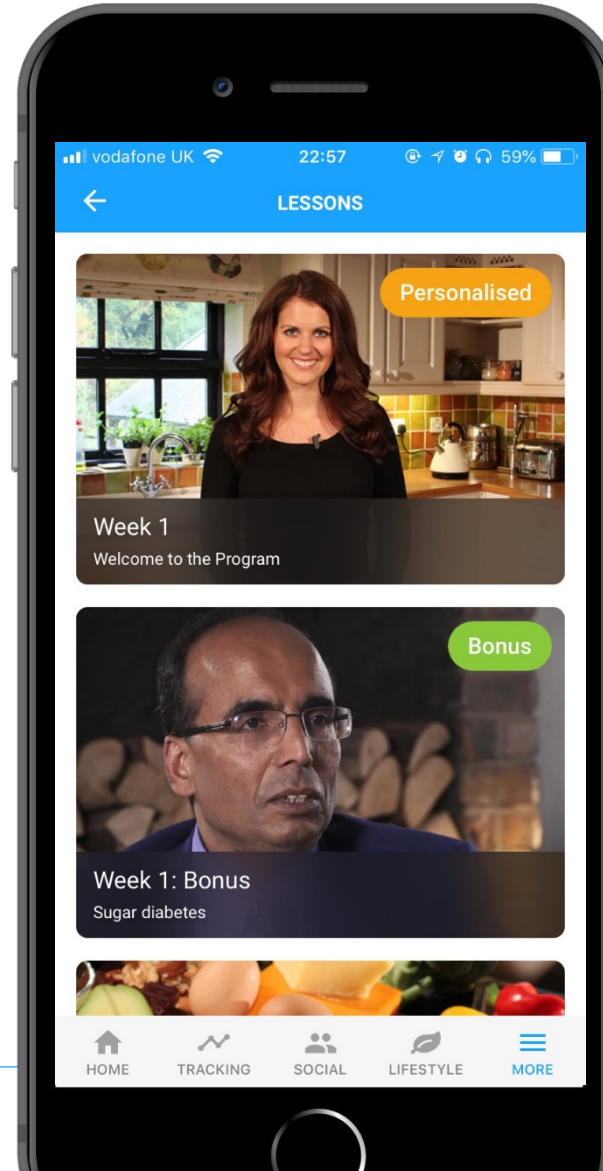 vodafone UK 22:57 59%
LESSONS
Personalised
Week 1
Welcome to the Program
Bonus
Week 1: Bonus
Sugar diabetes
HOME TRACKING SOCIAL LIFESTYLE MORE